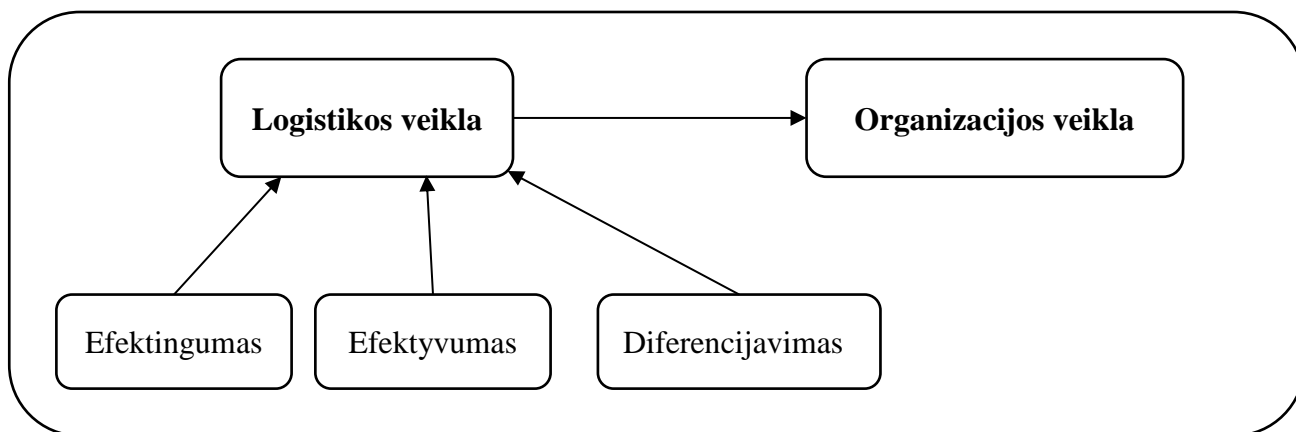 Logistikos veikla
Organizacijos veikla
Efektingumas
Efektyvumas
Diferencijavimas